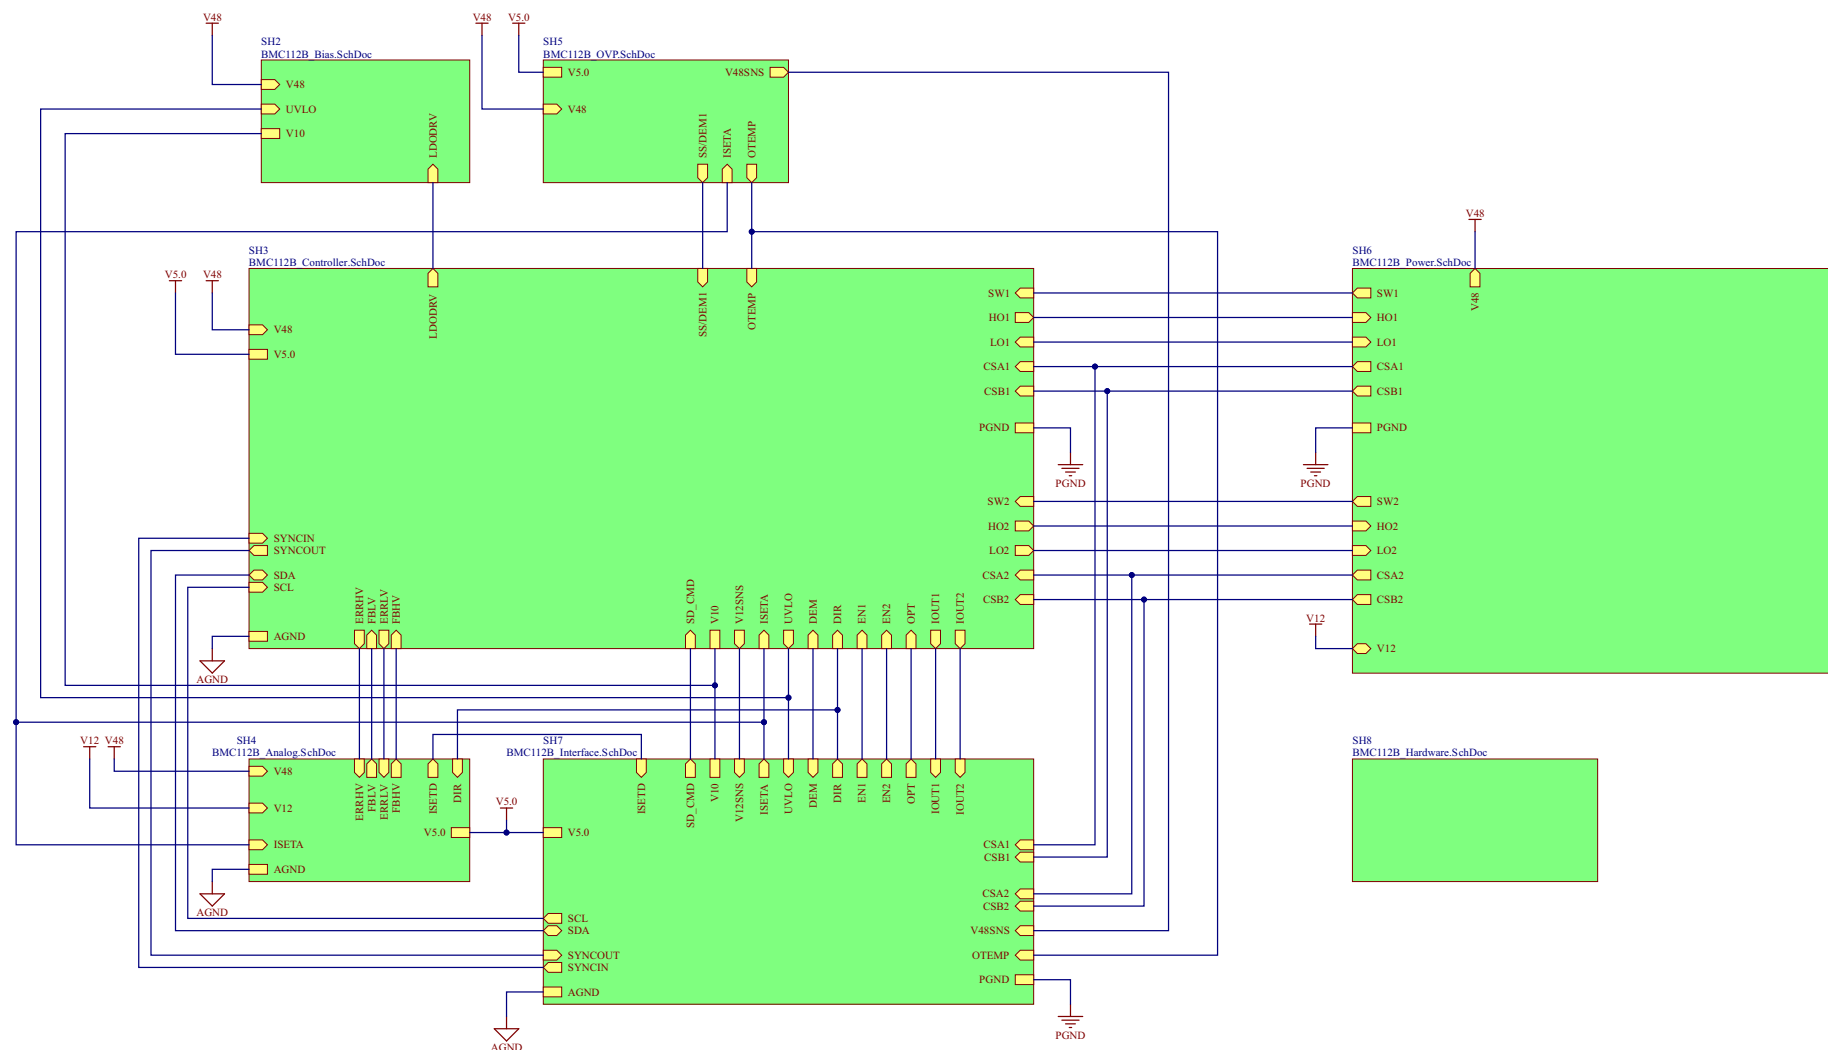 V48
V48
V5.0
SH2
BMC112B_Bias.SchDoc
V48
UVLO
V10
LDODRV
SH5
BMC112B_OVP.SchDoc
V5.0
V48
V48SNS
SS/DEM1
ISETA
OTEMP
V5.0
V48
SH3
BMC112B_Controller.SchDoc
LDODRV
SS/DEM1
OTEMP
V48
V5.0
SYNCIN
SYNCOUT
SDA
SCL
AGND
AGND
SW1
HO1
LO1
CSA1
CSB1
PGND
PGND
SW2
HO2
LO2
CSA2
CSB2
ERRHV
FBLV
ERRLV
FBHV
SD_CMD
V10
V12SNS
ISETA
UVLO
DEM
DIR
EN1
EN2
OPT
IOUT1
IOUT2
V48
SH6
BMC112B_Power.SchDoc
V48
SW1
HO1
LO1
CSA1
CSB1
PGND
PGND
SW2
HO2
LO2
CSA2
CSB2
V12
V12
V12
V48
SH4
BMC112B_Analog.SchDoc
V48
V12
ISETA
AGND
AGND
ERRHV
FBLV
ERRLV
FBHV
ISETD
DIR
V5.0
V5.0
SH7
BMC112B_Interface.SchDoc
ISETD
SD_CMD
V10
V12SNS
ISETA
UVLO
DEM
DIR
EN1
EN2
OPT
IOUT1
IOUT2
V5.0
SCL
SDA
SYNCOUT
SYNCIN
AGND
AGND
CSA1
CSB1
CSA2
CSB2
V48SNS
OTEMP
PGND
PGND
SH8
BMC112B_Hardware.SchDoc